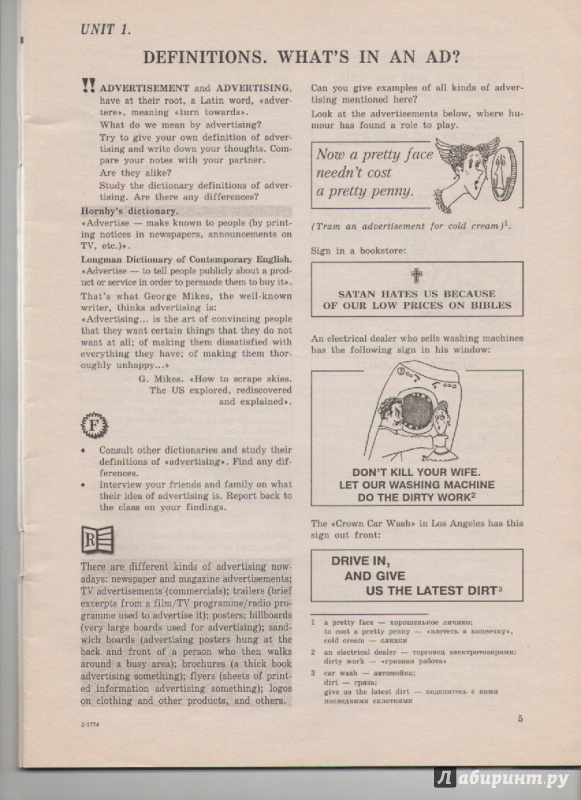 UNIT 1.
DEFINITIONS. WHAT'S IN AN AD?
!! ADVERTISEMENT and ADVERTISING,
have at their root, a Latin word, «adver-
tere», meaning «turn towards».
What do we mean by advertising?
Try to give your own definition of adver-
tising and write down your thoughts. Com-
pare your notes with your partner.
Are they alike?
Study the dictionary definitions of adver-
tising. Are there any differences?
Hornby's dictionary.
«Advertise — make known to people (by print-
ing notices in newspapers, announcements on
TV, etc.)».
Longman Dictionary of Contemporary English.
«Advertise — to tell people publicly about a prod-
uct or service in order to persuade them to buy it».
That's what George Mikes, the well-known
writer, thinks advertising is:
«Advertising... is the art of convincing people
that they want certain things that they do not
want at all; of making them dissatisfied with
everything they have; of making them thor-
oughly unhappy...»
G. Mikes. «How to scrape skies.
The US explored, rediscovered
and explained».
F
• Consult other dictionaries and study their
definitions of «advertising». Find any dif-
ferences.
• Interview your friends and family on what
their idea of advertising is. Report back to
the class on your findings.
R
There are different kinds of advertising now-
adays: newspaper and magazine advertisements;
TV advertisements (commercials); trailers (brief
excerpts from a film/TV programme/radio pro-
gramme used to advertise it); posters; billboards
(very large boards used for advertising); sand-
wich boards (advertising posters hung at the
back and front of a person who then walks
around a busy area); brochures (a thick book
advertising something); flyers (sheets of print-
ed information advertising something); logos
on clothing and other products, and others.
2-1774
Can you give examples of all kinds of adver-
tising mentioned here?
Look at the advertisements below, where hu-
mour has found a role to play.
Now a pretty face
needn't cost
a pretty penny.
(Tram an advertisement for cold cream)1.
Sign in a bookstore:
SATAN HATES US BECAUSE
OF OUR LOW PRICES ON BIBLES
An electrical dealer who sells washing machines
has the following sign in his window:
DON'T KILL YOUR WIFE.
LET OUR WASHING MACHINE
DO THE DIRTY WORK2
The «Crown Car Wash» in Los Angeles has this
sign out front:
DRIVE IN,
AND GIVE
US THE LATEST DIRT3
1 a pretty face — хорошенькое личико;
to cost a pretty penny — «влететь в копеечку»,
cold cream — сливки
2 an electrical dealer — торговец электротоварами;
dirty work — «грязная работа»
3 car wash — автомойка;
dirt — грязь;
give us the latest dirt — поделитесь с нами
последними сплетнями
5
Лабиринт.ру